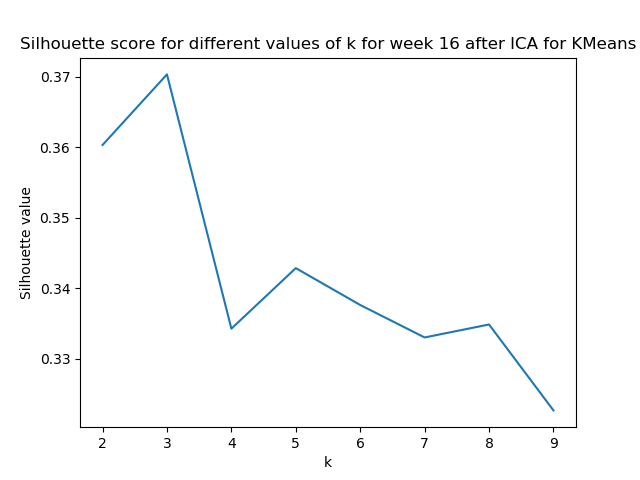 Silhouette score for different values of k for week 16 after ICA for KMeans
0.37
0.36
0.35
0.34
0.33
Silhouette value
2 3 4 5 6 7 8 9
k